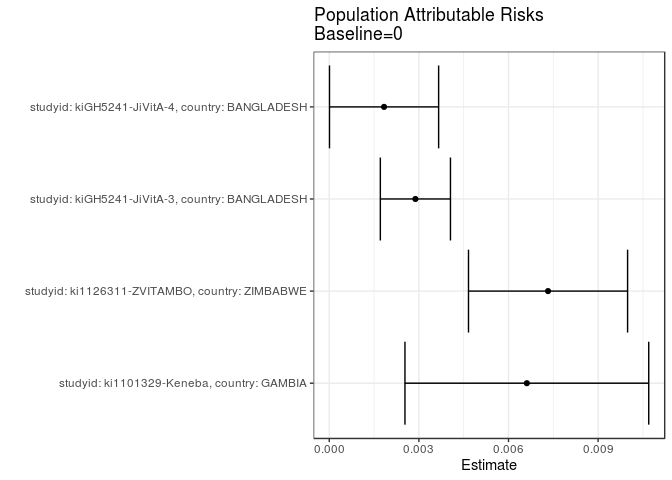 Population Attributable Risks
Baseline=0
studyid: kiGH5241-JiVitA-4, country: BANGLADESH
studyid: kiGH5241-JiVitA-3, country: BANGLADESH
studyid: ki1126311-ZVITAMBO, country: ZIMBABWE
studyid: ki1101329-Keneba, country: GAMBIA
0.000 0.003 0.006 0.009
Estimate